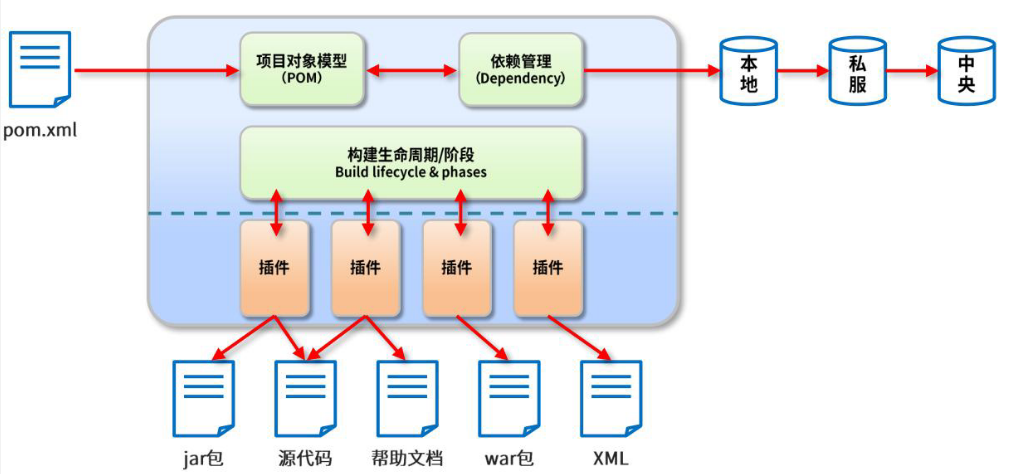 pom.xml
项目对象模型
（POM）
依赖管理
（Dependency）
本
地
私
服
中
央
构建生命周期/阶段
Build lifecycle & phases
插件
插件
插件
插件
jar包
源代码
帮助文档
war包
XML